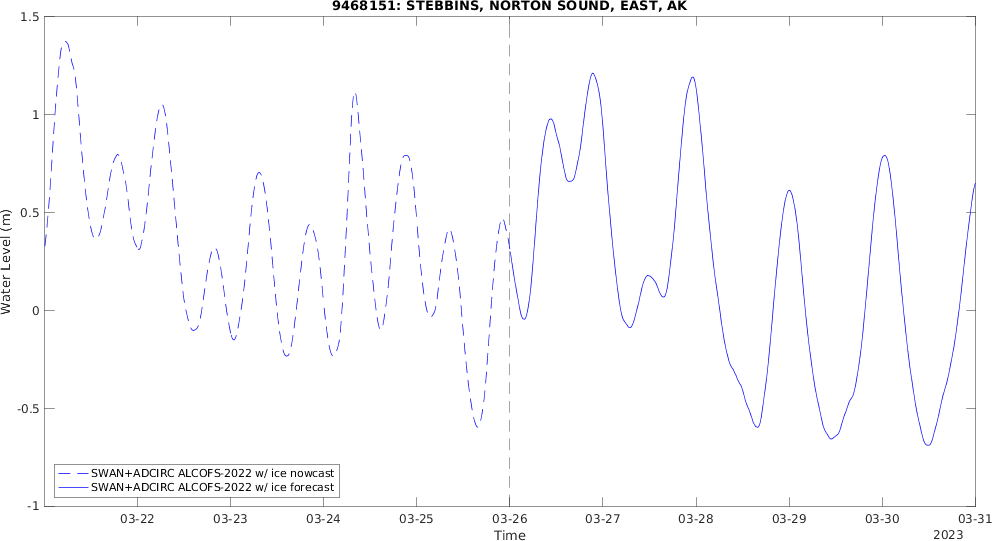 9468151: STEBBINS, NORTON SOUND, EAST, AK
1.5
1
0.5
0
-0.5
-1
Water Level (m)
SWAN+ADCIRC ALCOFS-2022 w/ ice nowcast
SWAN+ADCIRC ALCOFS-2022 w/ ice forecast
03-22 03-23 03-24 03-25 03-26 03-27 03-28 03-29 03-30 03-31
Time
2023